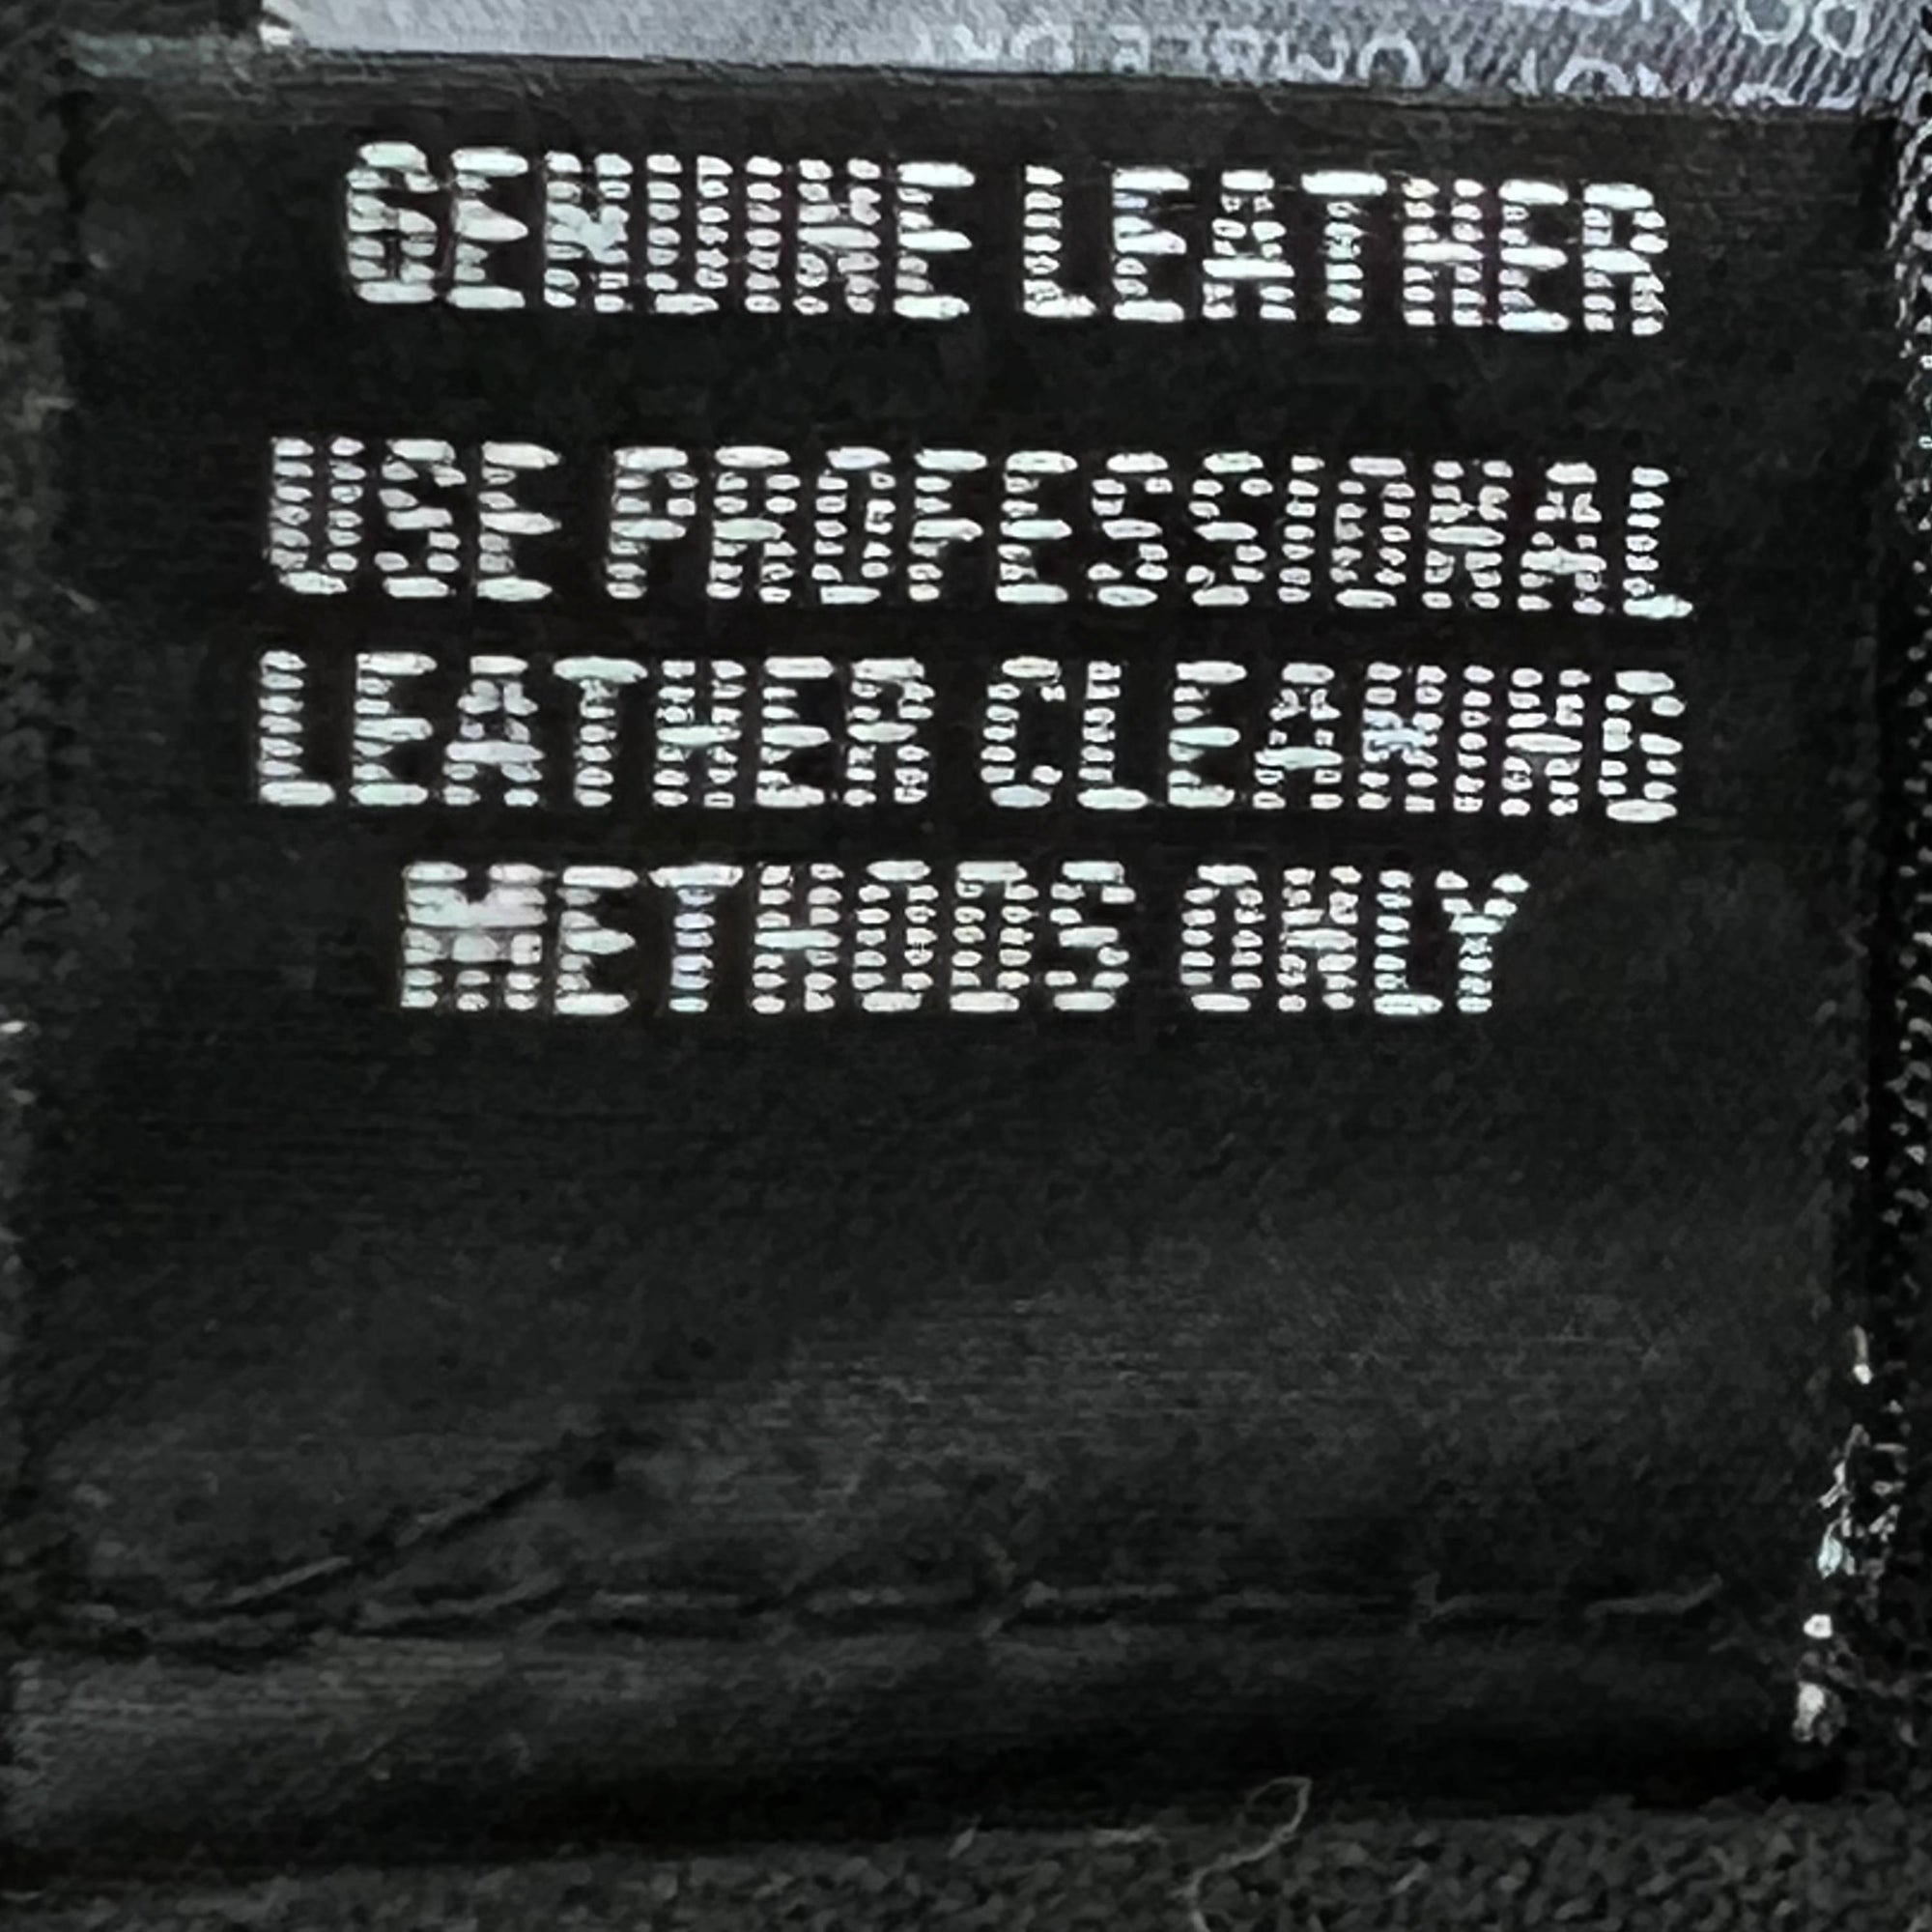 GENUINE LEATHER
USE PROFESSIONAL
LEATHER CLEANING
METHODS ONLY